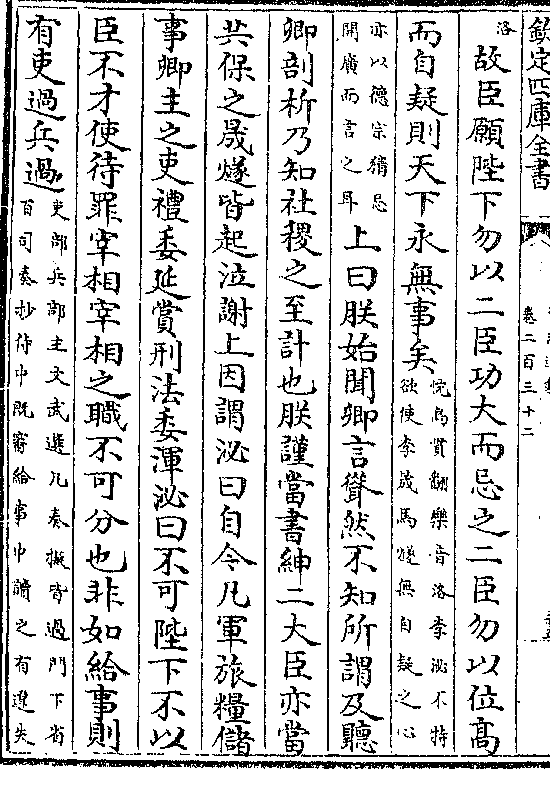 欽定四庫全書
卷二百三十二
洛
故臣願陛下勿以二臣功大而忌之二臣勿以位髙
而自疑則天下永無事矣
賞翻樂音洛李泌不特
欲使李晟馬燧無自疑之心
亦以德宗猜忌
開廣而言之耳
上曰朕始聞卿言聳然不知所謂及聽
卿剖析乃知社稷之至計也朕謹當書紳二大臣亦當
共保之晟燧皆起泣謝上因謂泌曰自今凡軍旅糧儲
事卿主之吏禮委延賞刑法委渾泌曰不可陛下不以
臣不才使待罪宰相宰相之職不可分也非如給事則
有吏過兵過
吏部兵部主文武選凡奏擬皆過門下省
百司奏抄侍中既審給事中讀之有違失